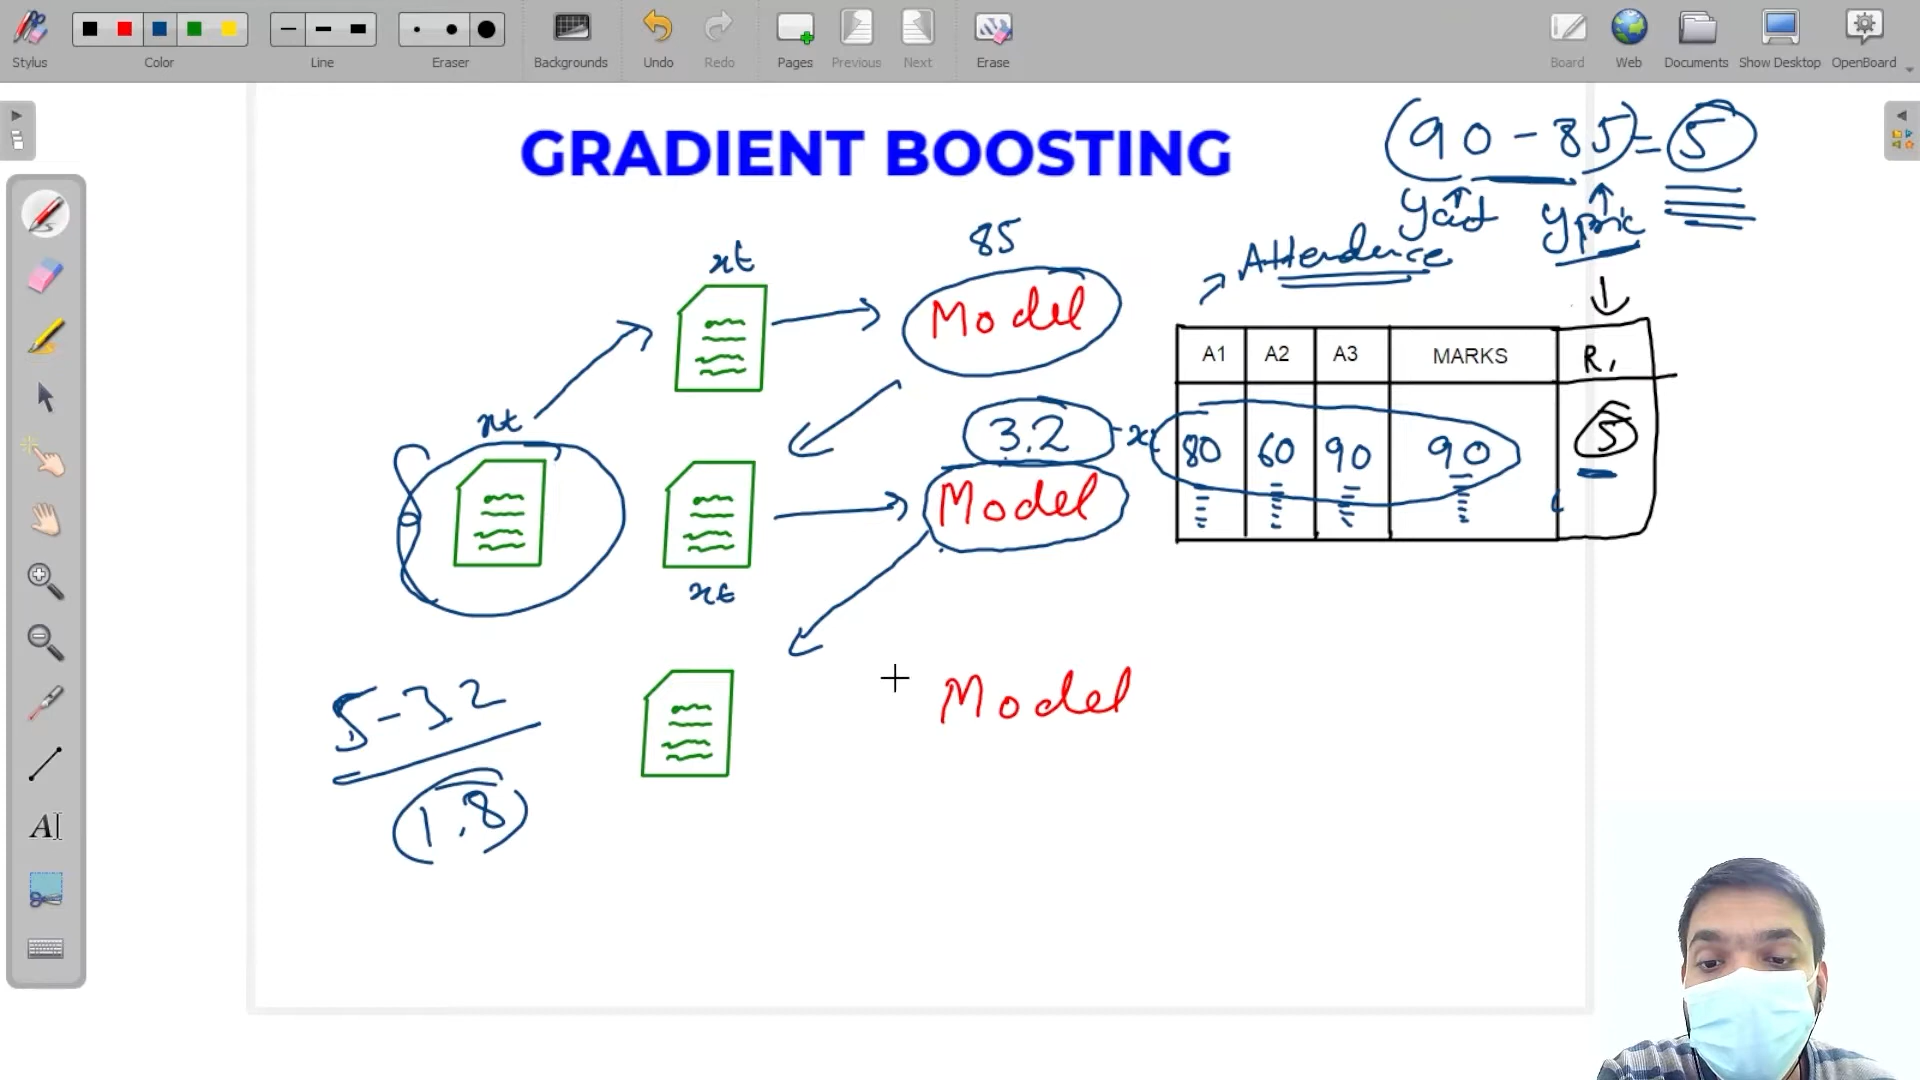 Stylus Color Line Eraser Backgrounds Undo Redo Pages Previous Next Erase Board Web Documents Show Desktop OpenBoard
GRADIENT BOOSTING
(90 - 85) = 5
yact
Attendence
85
xt
Model
A1 A2 A3 MARKS R1
xt
3.2
80 60 90 90 5
Model
xt
5-3.2
1.8
Model
AI